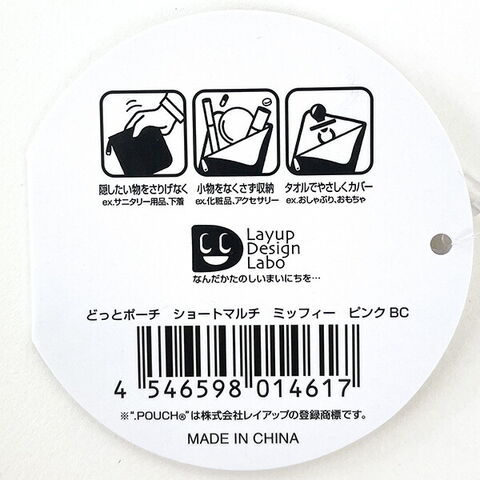 隠したい物をさりげなく 小物をなくさず収納 タオルでやさしくカバー
ex.サニタリー用品、下着 ex.化粧品、アクセサリー ex.おしゃぶり、おもちゃ
Layup
Design
Labo
なんだかたのしいまいにちを…
どっとポーチ ショートマルチ ミッフィー ピンク BC
4 546598 014617
※".POUCH®"は株式会社レイアップの登録商標です。
MADE IN CHINA